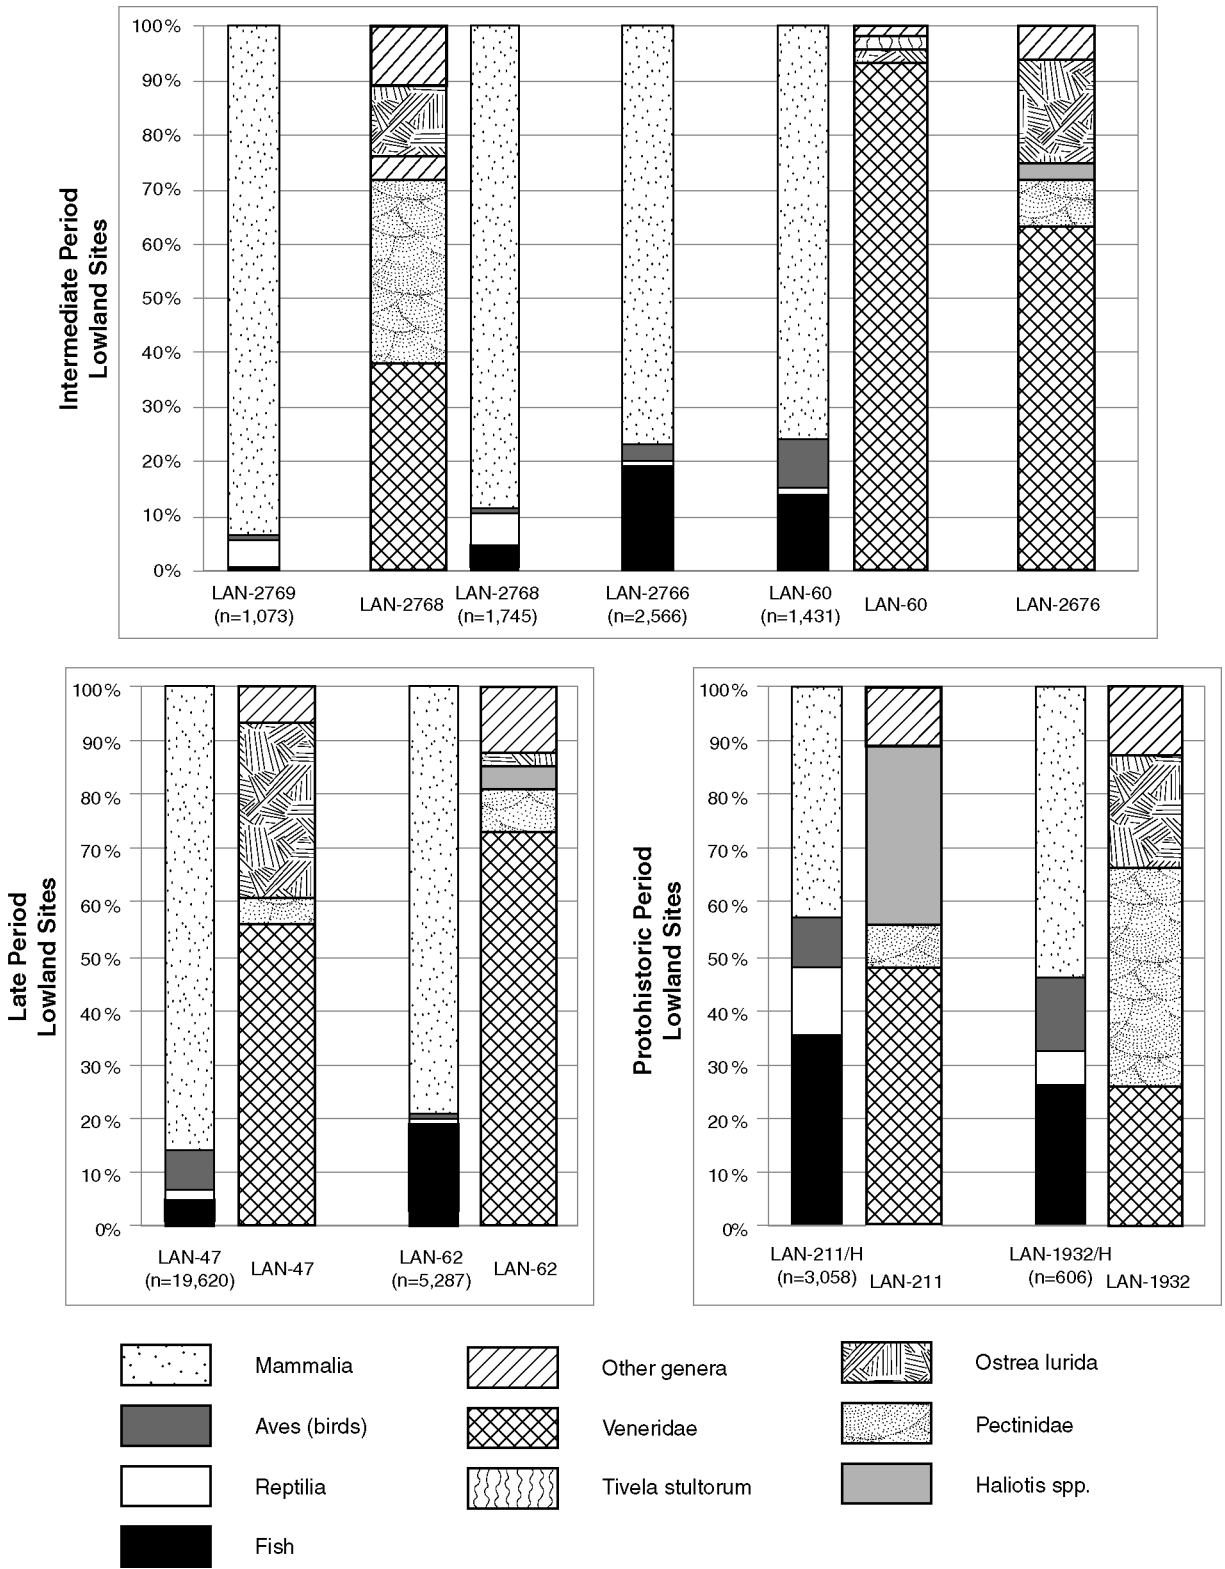 Intermediate Period
Lowland Sites
100%
90%
80%
70%
60%
50%
40%
30%
20%
10%
0%
LAN-2769
(n=1,073)
LAN-2768
LAN-2768
(n=1,745)
LAN-2766
(n=2,566)
LAN-60
(n=1,431)
LAN-60
LAN-2676
Late Period
Lowland Sites
100%
90%
80%
70%
60%
50%
40%
30%
20%
10%
0%
LAN-47
(n=19,620)
LAN-47
LAN-62
(n=5,287)
LAN-62
Protohistoric Period
Lowland Sites
100%
90%
80%
70%
60%
50%
40%
30%
20%
10%
0%
LAN-211/H
(n=3,058)
LAN-211
LAN-1932/H
(n=606)
LAN-1932
Mammalia
Aves (birds)
Reptilia
Fish
Other genera
Veneridae
Tivela stultorum
Ostrea lurida
Pectinidae
Haliotis spp.